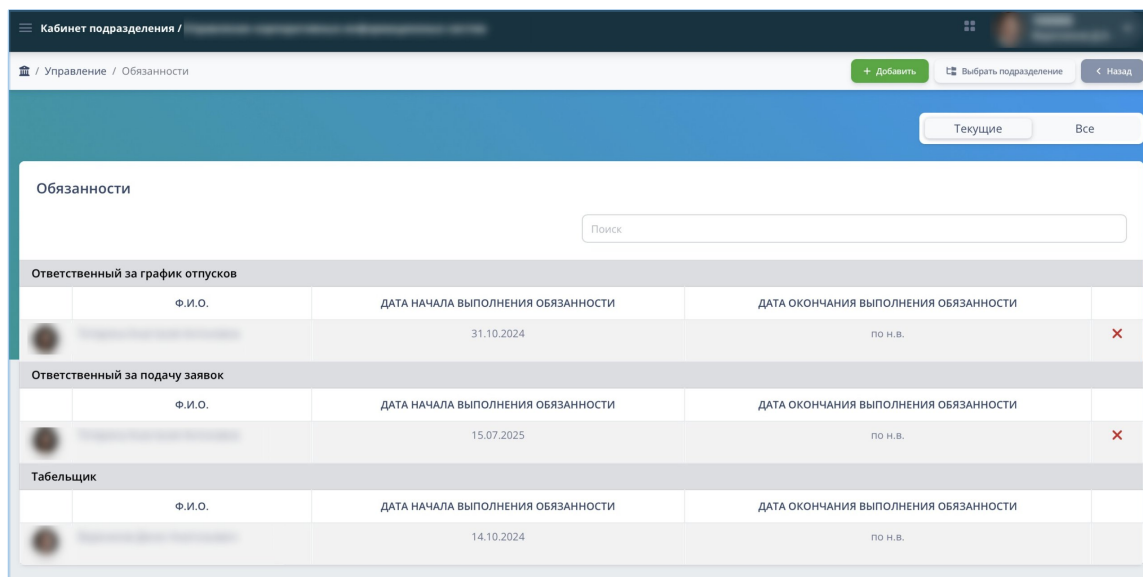 Кабинет подразделения /
/ Управление / Обязанности
+ Добавить
Выбрать подразделение
< Назад
Текущие Все
Обязанности
Поиск
Ответственный за график отпусков
Ф.И.О. ДАТА НАЧАЛА ВЫПОЛНЕНИЯ ОБЯЗАННОСТИ ДАТА ОКОНЧАНИЯ ВЫПОЛНЕНИЯ ОБЯЗАННОСТИ
31.10.2024 по н.в.
Ответственный за подачу заявок
Ф.И.О. ДАТА НАЧАЛА ВЫПОЛНЕНИЯ ОБЯЗАННОСТИ ДАТА ОКОНЧАНИЯ ВЫПОЛНЕНИЯ ОБЯЗАННОСТИ
15.07.2025 по н.в.
Табельщик
Ф.И.О. ДАТА НАЧАЛА ВЫПОЛНЕНИЯ ОБЯЗАННОСТИ ДАТА ОКОНЧАНИЯ ВЫПОЛНЕНИЯ ОБЯЗАННОСТИ
14.10.2024 по н.в.